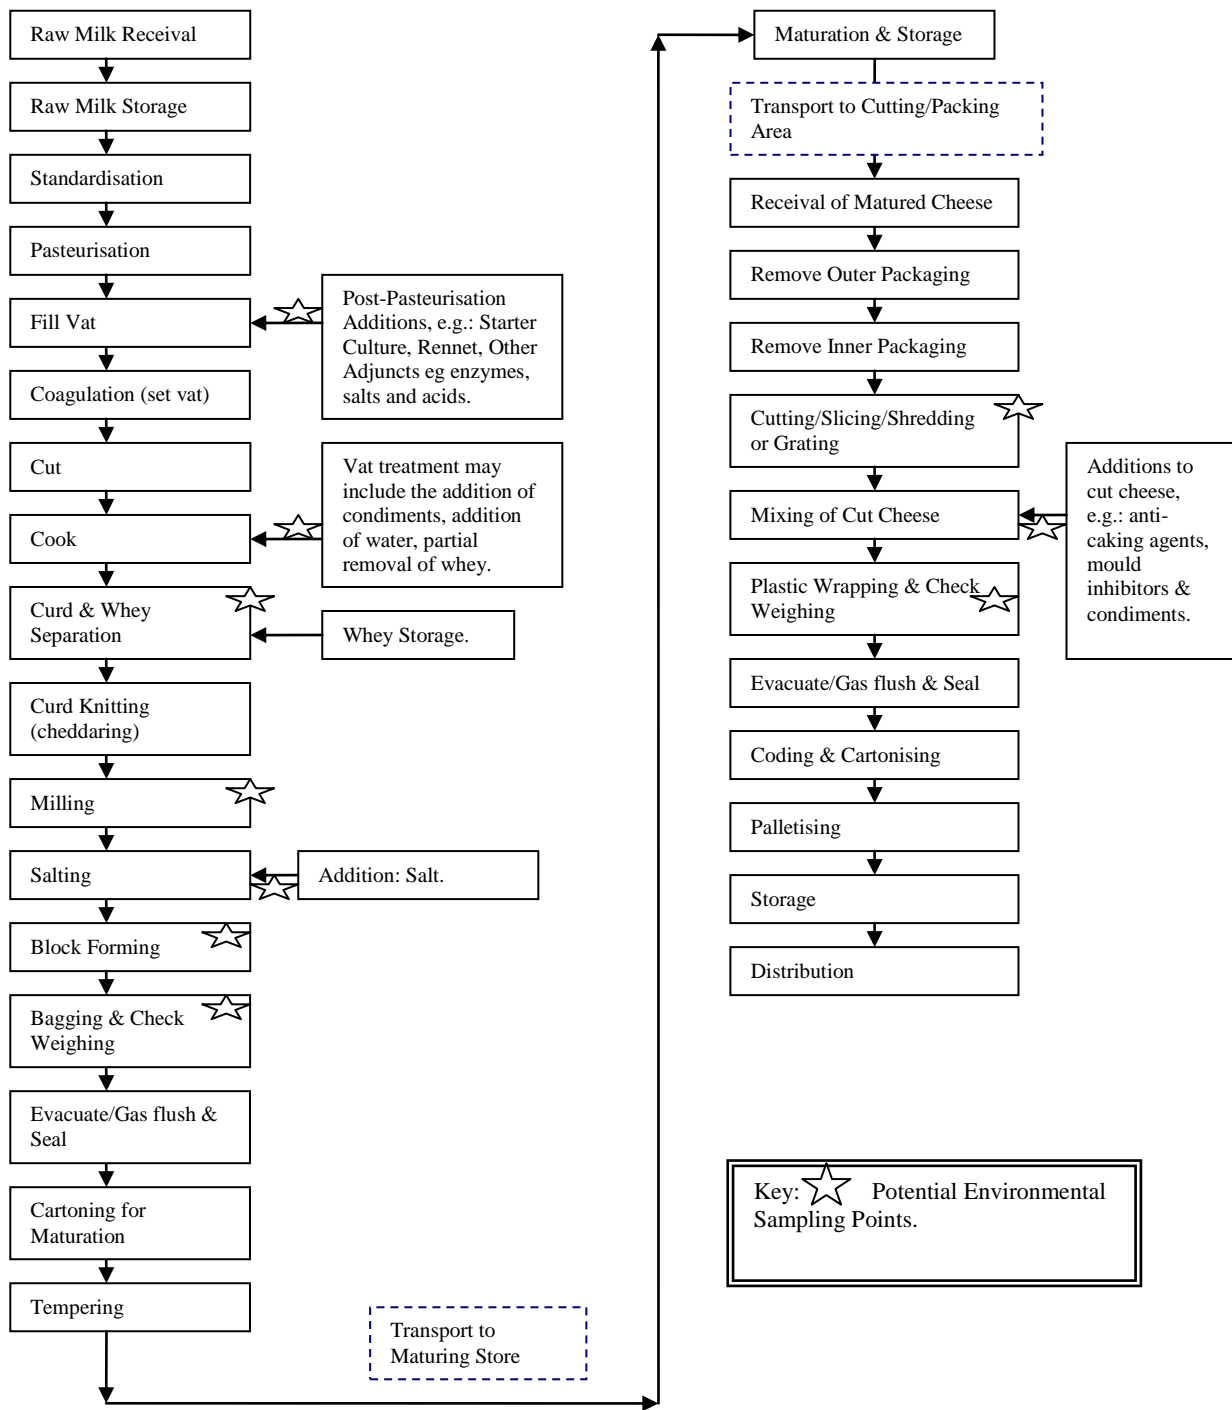 Raw Milk Receival
Raw Milk Storage
Standardisation
Pasteurisation
Fill Vat
Post-Pasteurisation
Additions, e.g.: Starter
Culture, Rennet, Other
Adjuncts eg enzymes,
salts and acids.
Coagulation (set vat)
Cut
Cook
Vat treatment may
include the addition of
condiments, addition
of water, partial
removal of whey.
Curd & Whey
Separation
Whey Storage.
Curd Knitting
(cheddaring)
Milling
Salting
Addition: Salt.
Block Forming
Bagging & Check
Weighing
Evacuate/Gas flush &
Seal
Cartoning for
Maturation
Tempering
Transport to
Maturing Store
Maturation & Storage
Transport to Cutting/Packing
Area
Receival of Matured Cheese
Remove Outer Packaging
Remove Inner Packaging
Cutting/Slicing/Shredding
or Grating
Mixing of Cut Cheese
Additions to
cut cheese,
e.g.: anti-
caking agents,
mould
inhibitors &
condiments.
Plastic Wrapping & Check
Weighing
Evacuate/Gas flush & Seal
Coding & Cartonising
Palletising
Storage
Distribution
Key: Potential Environmental
Sampling Points.